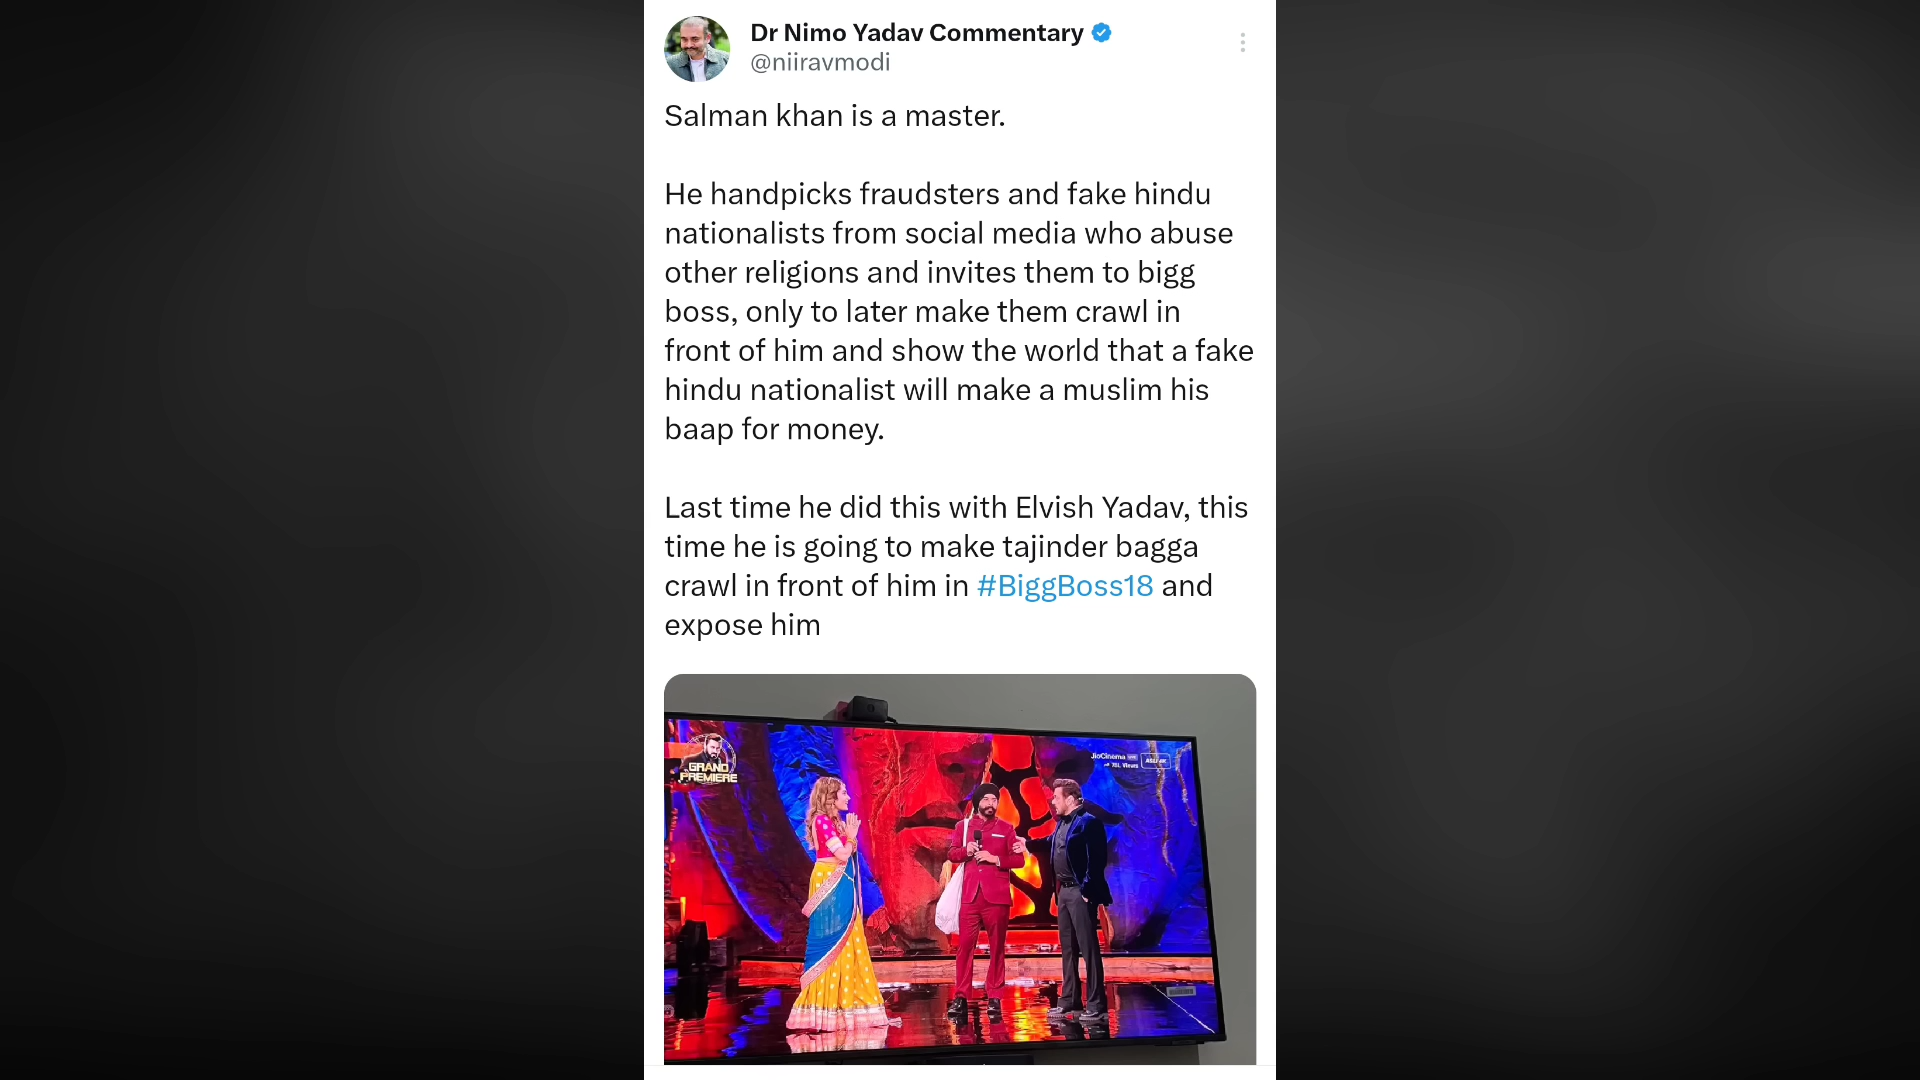 Dr Nimo Yadav Commentary
@niiravmodi
Salman khan is a master.
He handpicks fraudsters and fake hindu
nationalists from social media who abuse
other religions and invites them to bigg
boss, only to later make them crawl in
front of him and show the world that a fake
hindu nationalist will make a muslim his
baap for money.
Last time he did this with Elvish Yadav, this
time he is going to make tajinder bagga
crawl in front of him in #BiggBoss18 and
expose him
GRAND
PREMIERE
JioCinema
Views